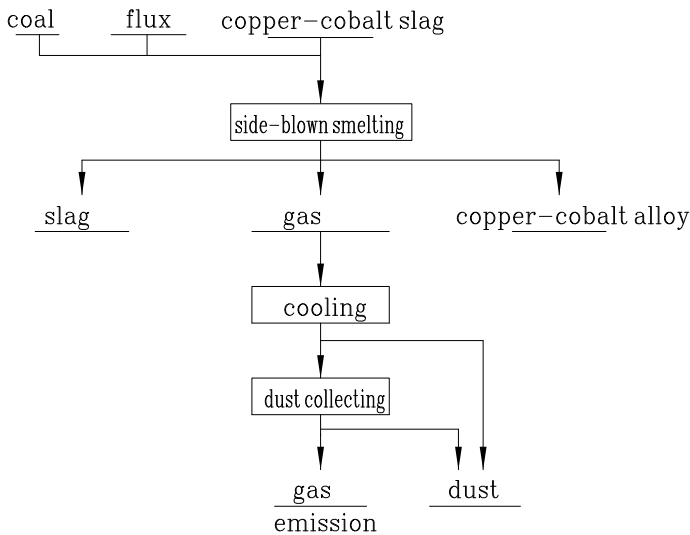 coal
flux
copper-cobalt slag
side-blown smelting
slag
gas
copper-cobalt alloy
cooling
dust collecting
gas
emission
dust